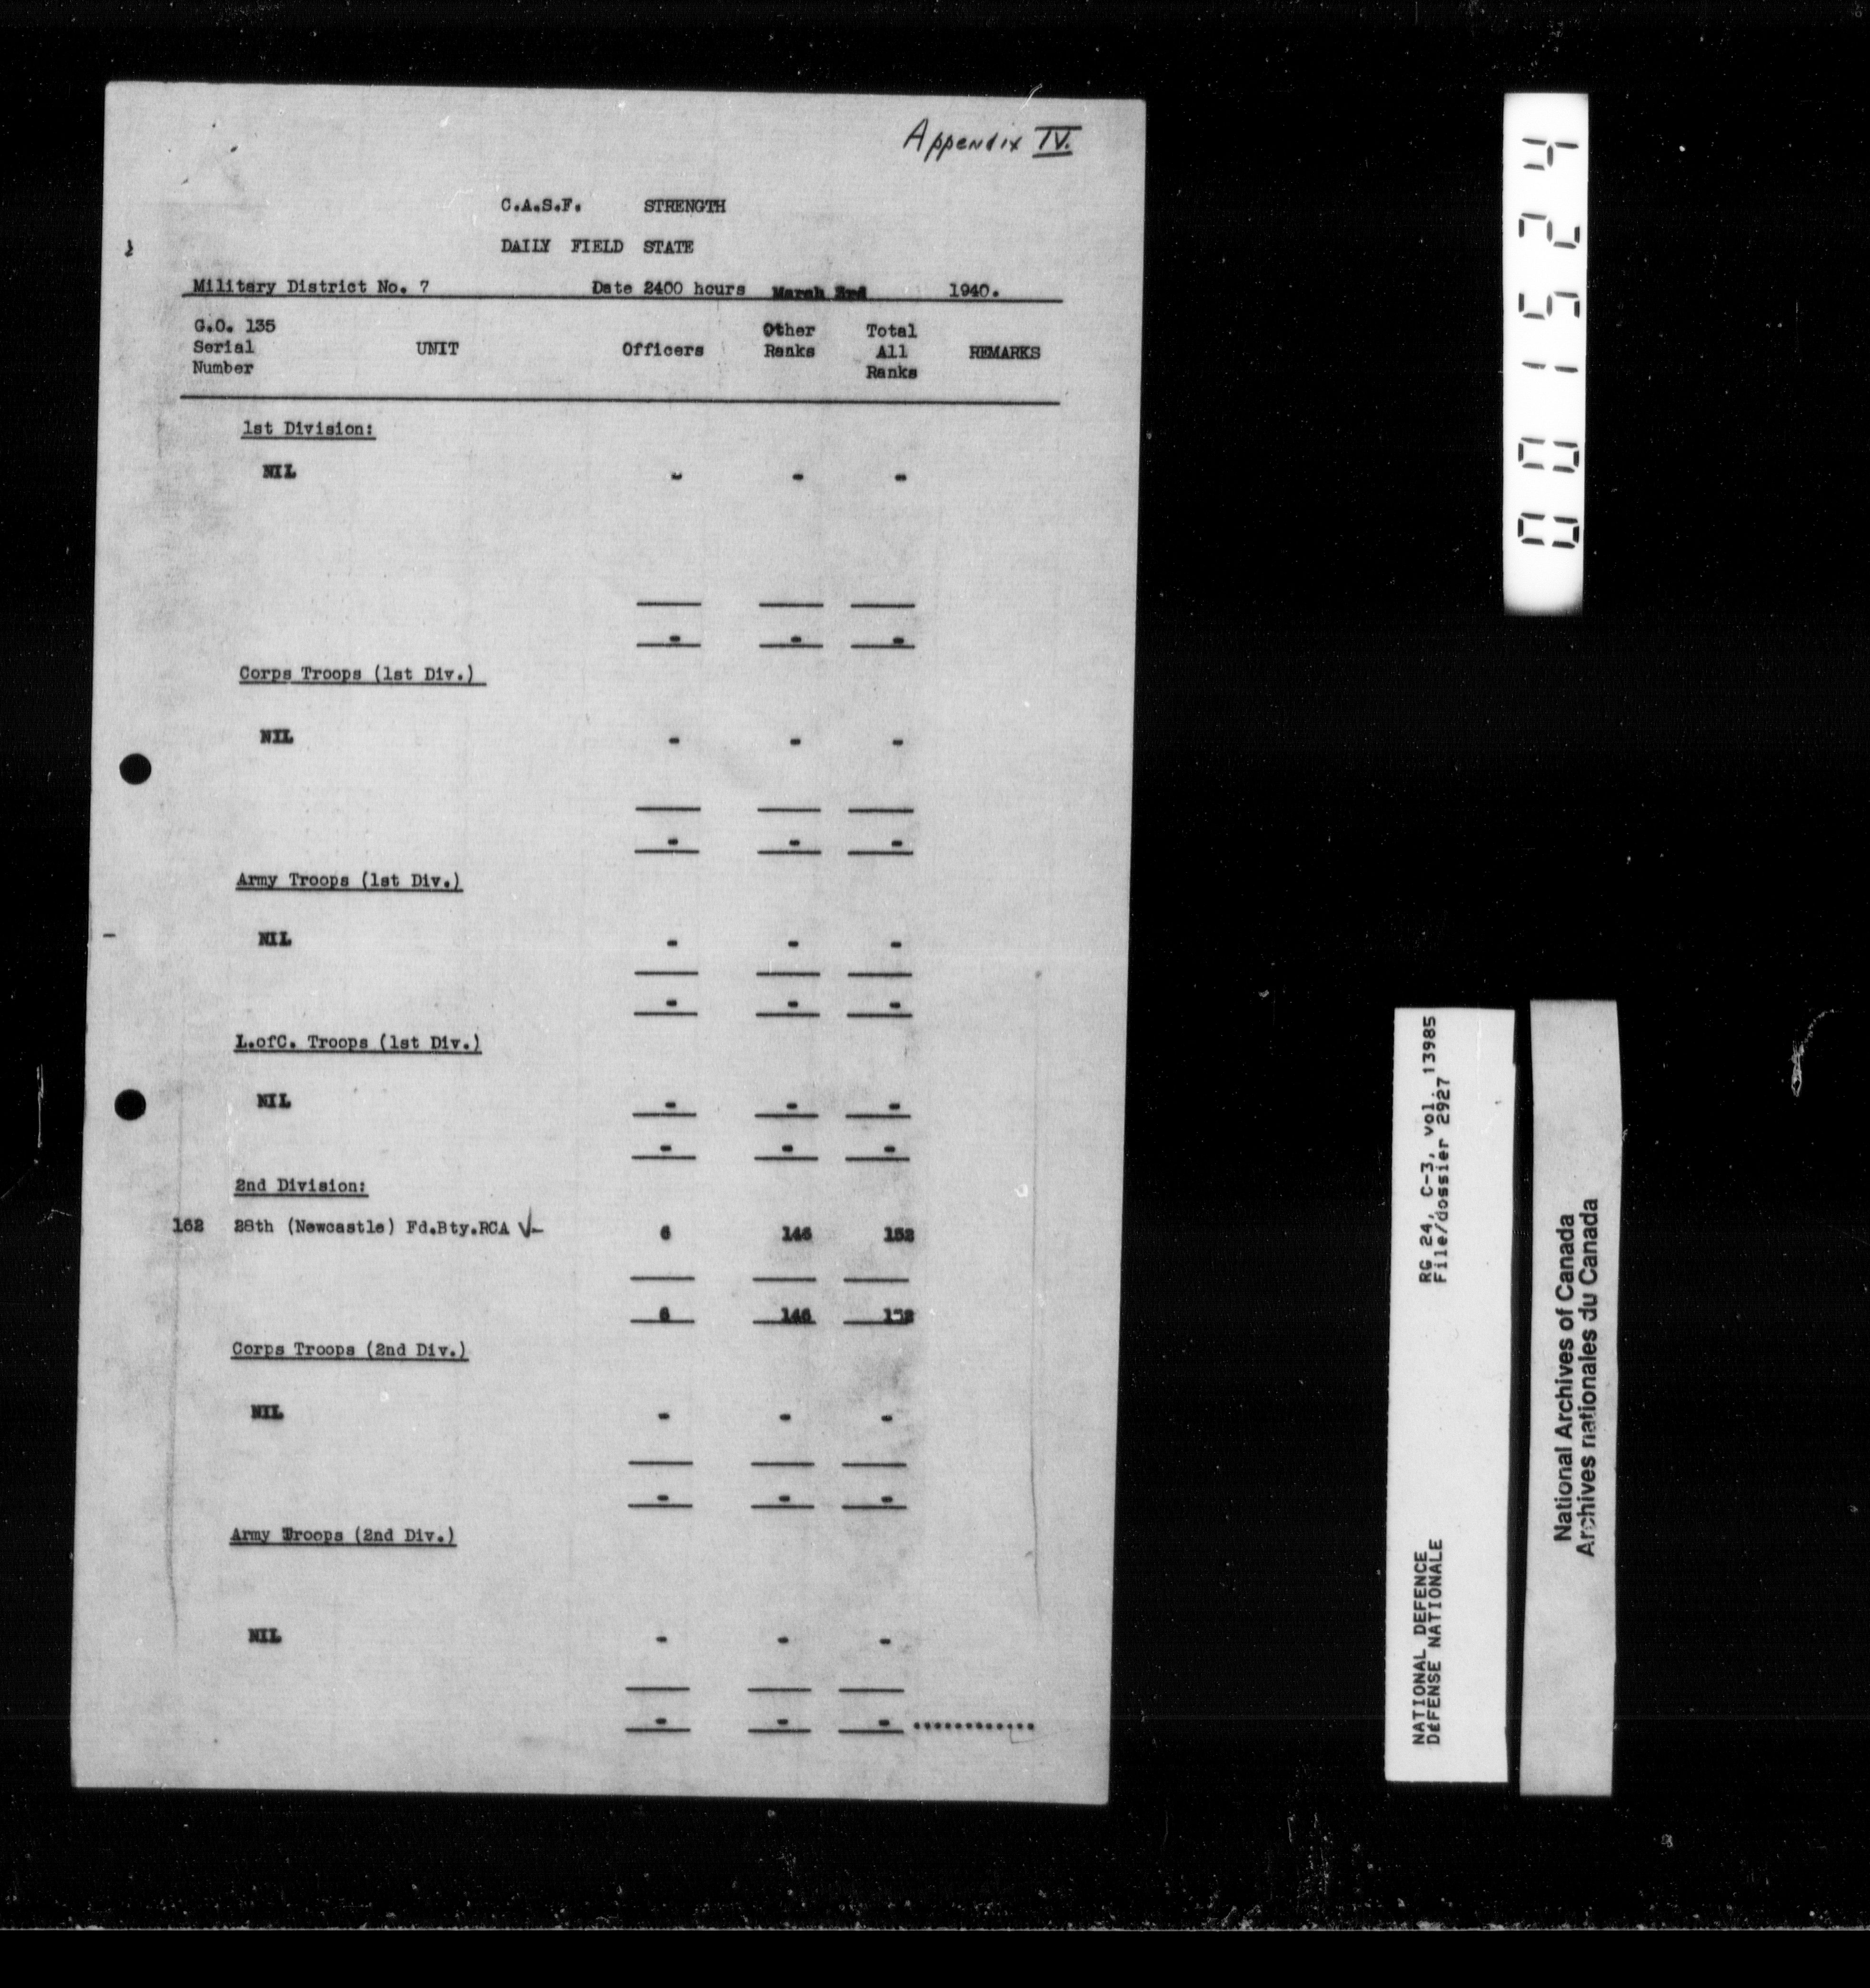 Appendix IV.
C.A.S.F. STRENGTH
DAILY FIELD STATE
Military District No. 7 Date 2400 hours March 3rd 1940.
G.O. 135 Serial Number UNIT Officers Other Ranks Total All Ranks REMARKS
1st Division:
NIL - - -
- - -
Corps Troops (1st Div.)
NIL - - -
- - -
Army Troops (1st Div.)
NIL - - -
- - -
L.ofC. Troops (1st Div.)
NIL - - -
- - -
2nd Division:
162 28th (Newcastle) Fd.Bty.RCA 6 146 152
6 146 152
Corps Troops (2nd Div.)
NIL - - -
- - -
Army Troops (2nd Div.)
NIL - - -
- - - ............
001524
NATIONAL DEFENCE RG 24, C-3, vol. 13985
DÉFENSE NATIONALE File/dossier 2927
National Archives of Canada
Archives nationales du Canada